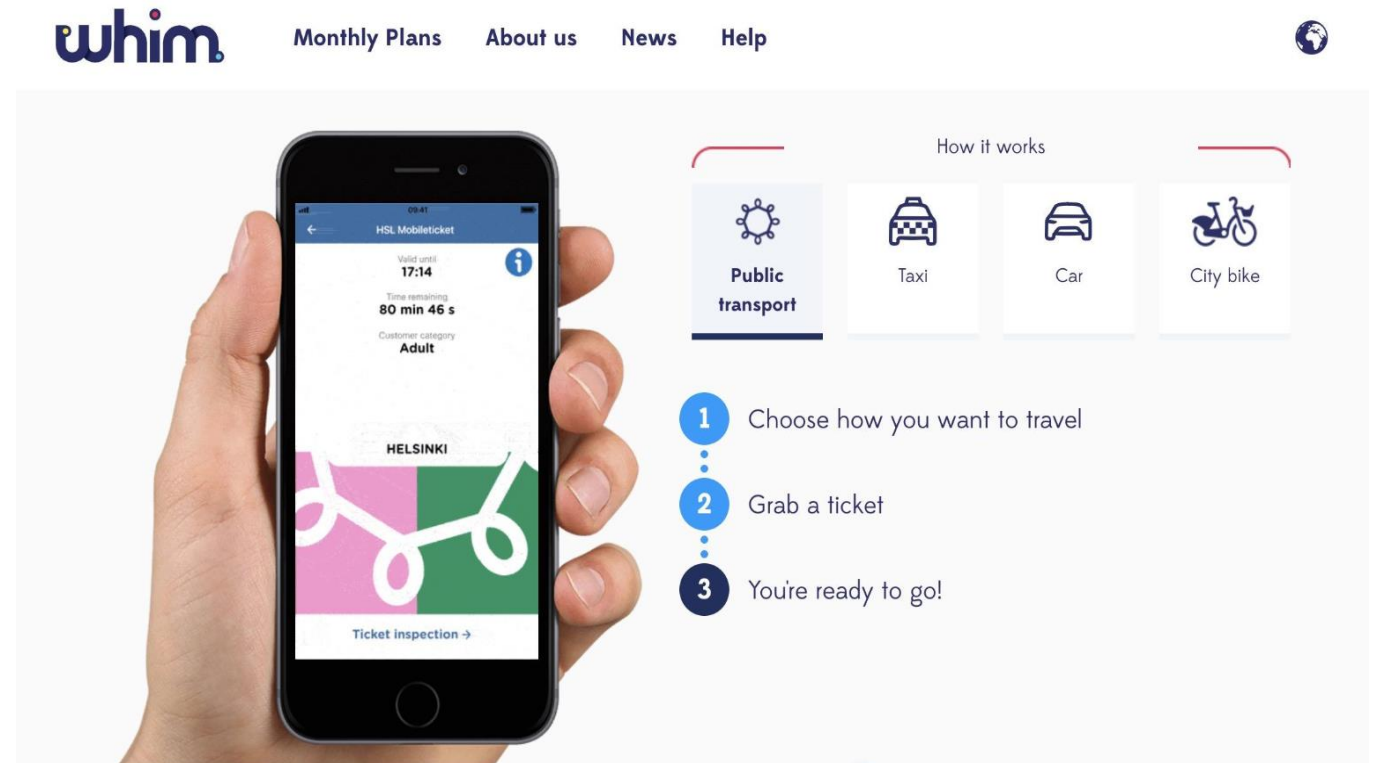 whim.
Monthly Plans
About us
News
Help
09:41
HSL Mobileticket
Valid until
17:14
Time remaining
80 min 46 s
Customer category
Adult
HELSINKI
Ticket inspection →
How it works
Public
transport
Taxi
Car
City bike
1 Choose how you want to travel
2 Grab a ticket
3 You're ready to go!